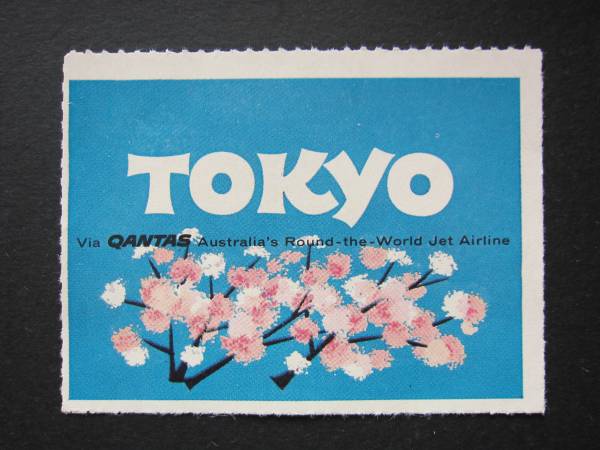 TOKYO
Via QANTAS Australia's Round-the-World Jet Airline